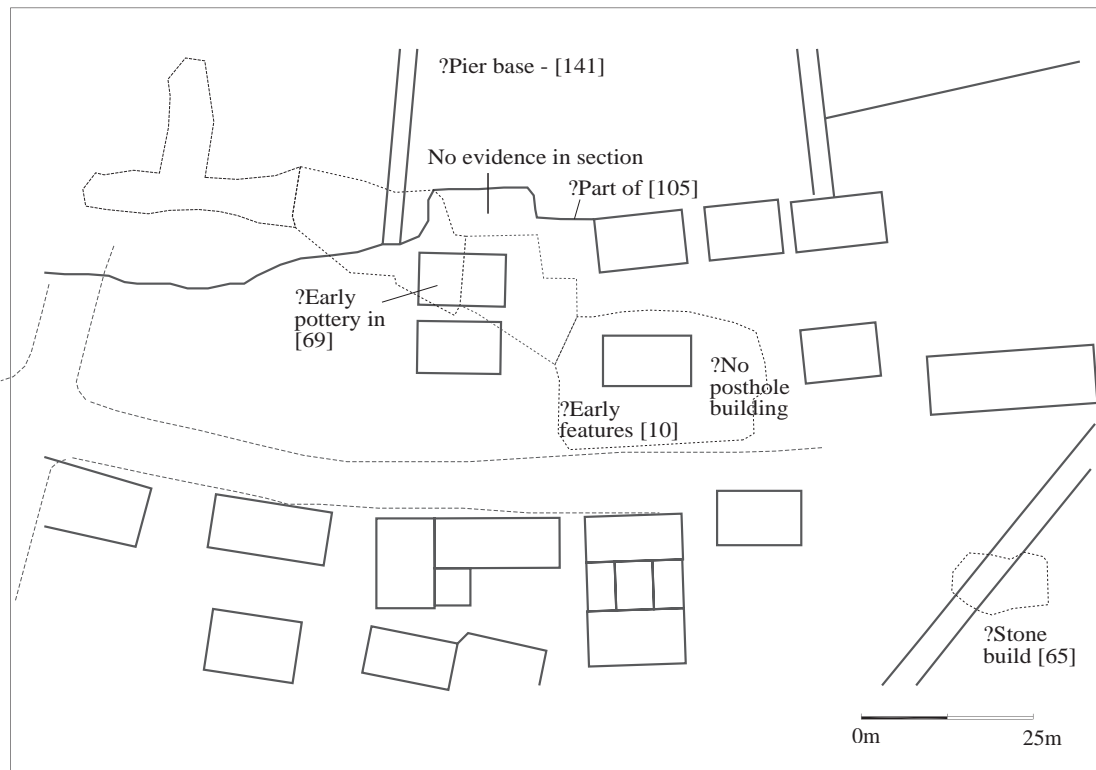 ?Pier base - [141]
No evidence in section
?Part of [105]
?Early
pottery in
[69]
?No
posthole
building
?Early
features [10]
?Stone
build [65]
0m
25m